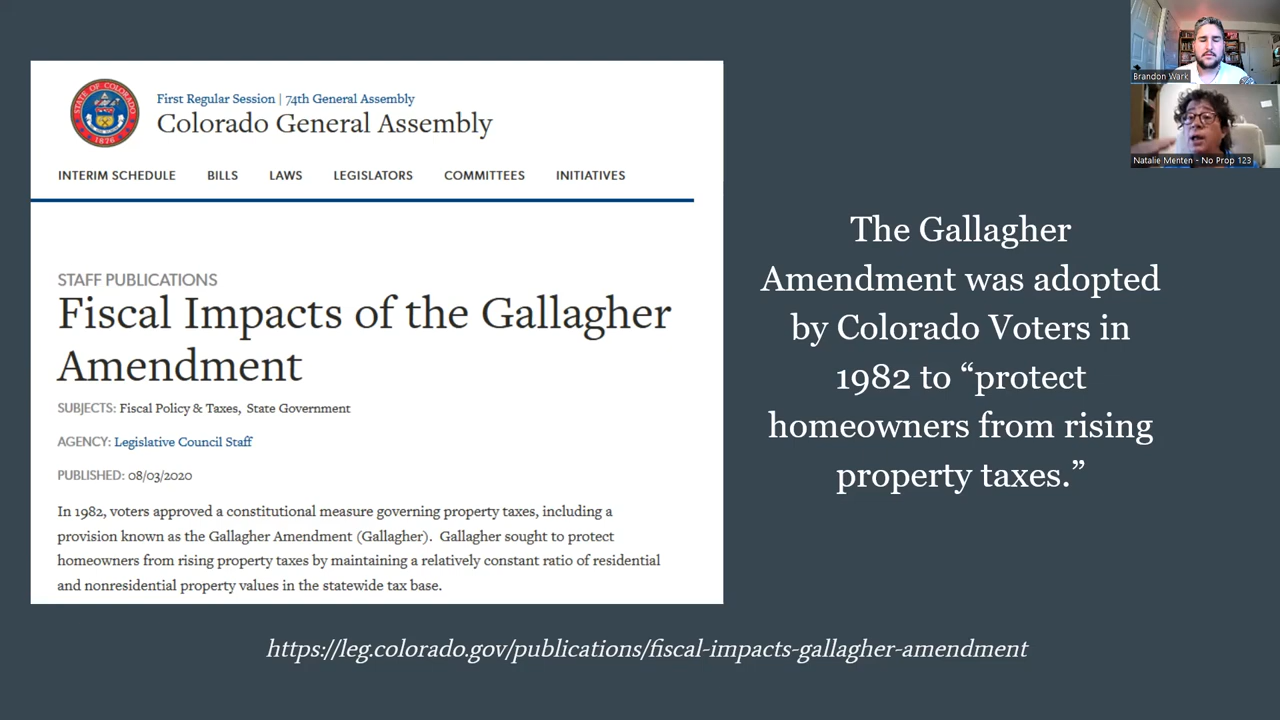 STATE OF COLORADO
1876
First Regular Session | 74th General Assembly
Colorado General Assembly
INTERIM SCHEDULE BILLS LAWS LEGISLATORS COMMITTEES INITIATIVES
STAFF PUBLICATIONS
Fiscal Impacts of the Gallagher
Amendment
SUBJECTS: Fiscal Policy & Taxes, State Government
AGENCY: Legislative Council Staff
PUBLISHED: 08/03/2020
In 1982, voters approved a constitutional measure governing property taxes, including a
provision known as the Gallagher Amendment (Gallagher). Gallagher sought to protect
homeowners from rising property taxes by maintaining a relatively constant ratio of residential
and nonresidential property values in the statewide tax base.
The Gallagher
Amendment was adopted
by Colorado Voters in
1982 to “protect
homeowners from rising
property taxes.”
https://leg.colorado.gov/publications/fiscal-impacts-gallagher-amendment
Brandon Wark
Natalie Menten - No Prop 123